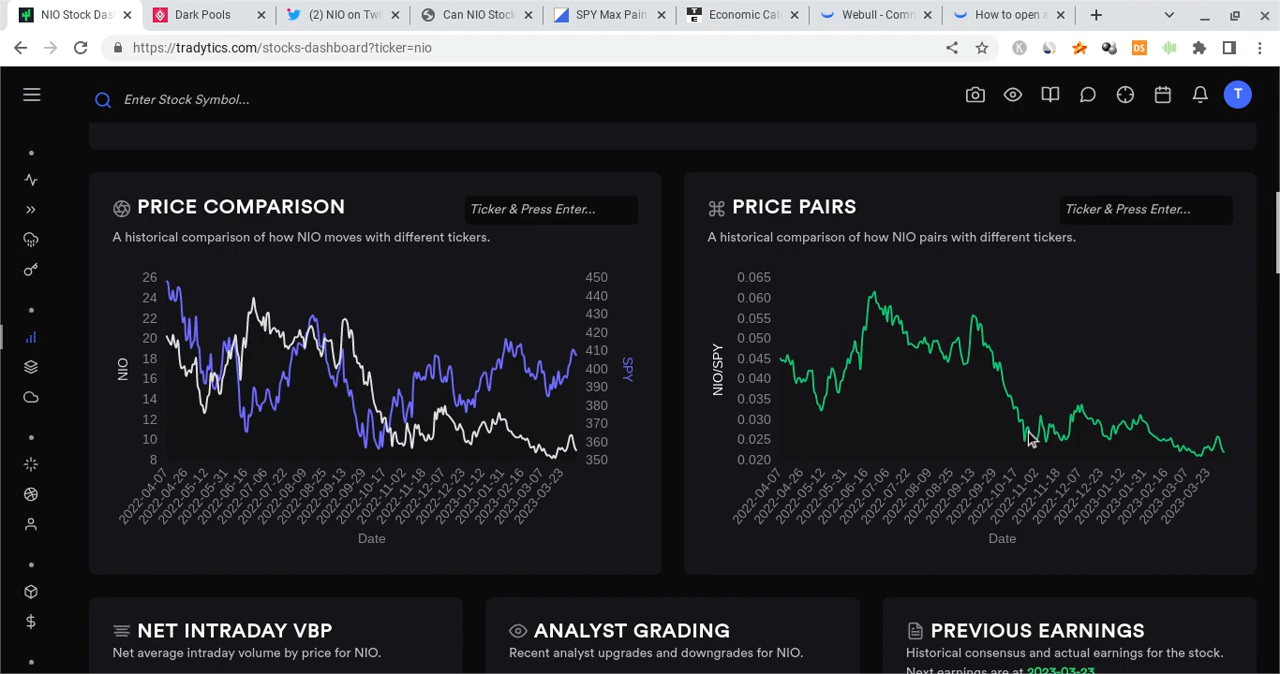 NIO Stock Das
Dark Pools
(2) NIO on Twi
Can NIO Stock
SPY Max Pain
Economic Cal
Webull - Comm
How to open a
https://tradytics.com/stocks-dashboard?ticker=nio
DS
Enter Stock Symbol...
T
PRICE COMPARISON
Ticker & Press Enter...
A historical comparison of how NIO moves with different tickers.
26
24
22
20
18
16
14
12
10
8
NIO
450
440
430
420
410
400
390
380
370
360
350
SPY
2022-04-07
2022-04-26
2022-05-12
2022-05-31
2022-06-16
2022-07-06
2022-07-22
2022-08-09
2022-08-25
2022-09-13
2022-09-29
2022-10-17
2022-11-02
2022-11-18
2022-12-07
2022-12-23
2023-01-12
2023-01-31
2023-02-16
2023-03-07
2023-03-23
Date
PRICE PAIRS
Ticker & Press Enter...
A historical comparison of how NIO pairs with different tickers.
0.065
0.060
0.055
0.050
0.045
0.040
0.035
0.030
0.025
0.020
NIO/SPY
2022-04-07
2022-04-26
2022-05-12
2022-05-31
2022-06-16
2022-07-06
2022-07-22
2022-08-09
2022-08-25
2022-09-13
2022-09-29
2022-10-17
2022-11-02
2022-11-18
2022-12-07
2022-12-23
2023-01-12
2023-01-31
2023-02-16
2023-03-07
2023-03-23
Date
NET INTRADAY VBP
Net average intraday volume by price for NIO.
ANALYST GRADING
Recent analyst upgrades and downgrades for NIO.
PREVIOUS EARNINGS
Historical consensus and actual earnings for the stock.
Next earnings are at 2023-03-23